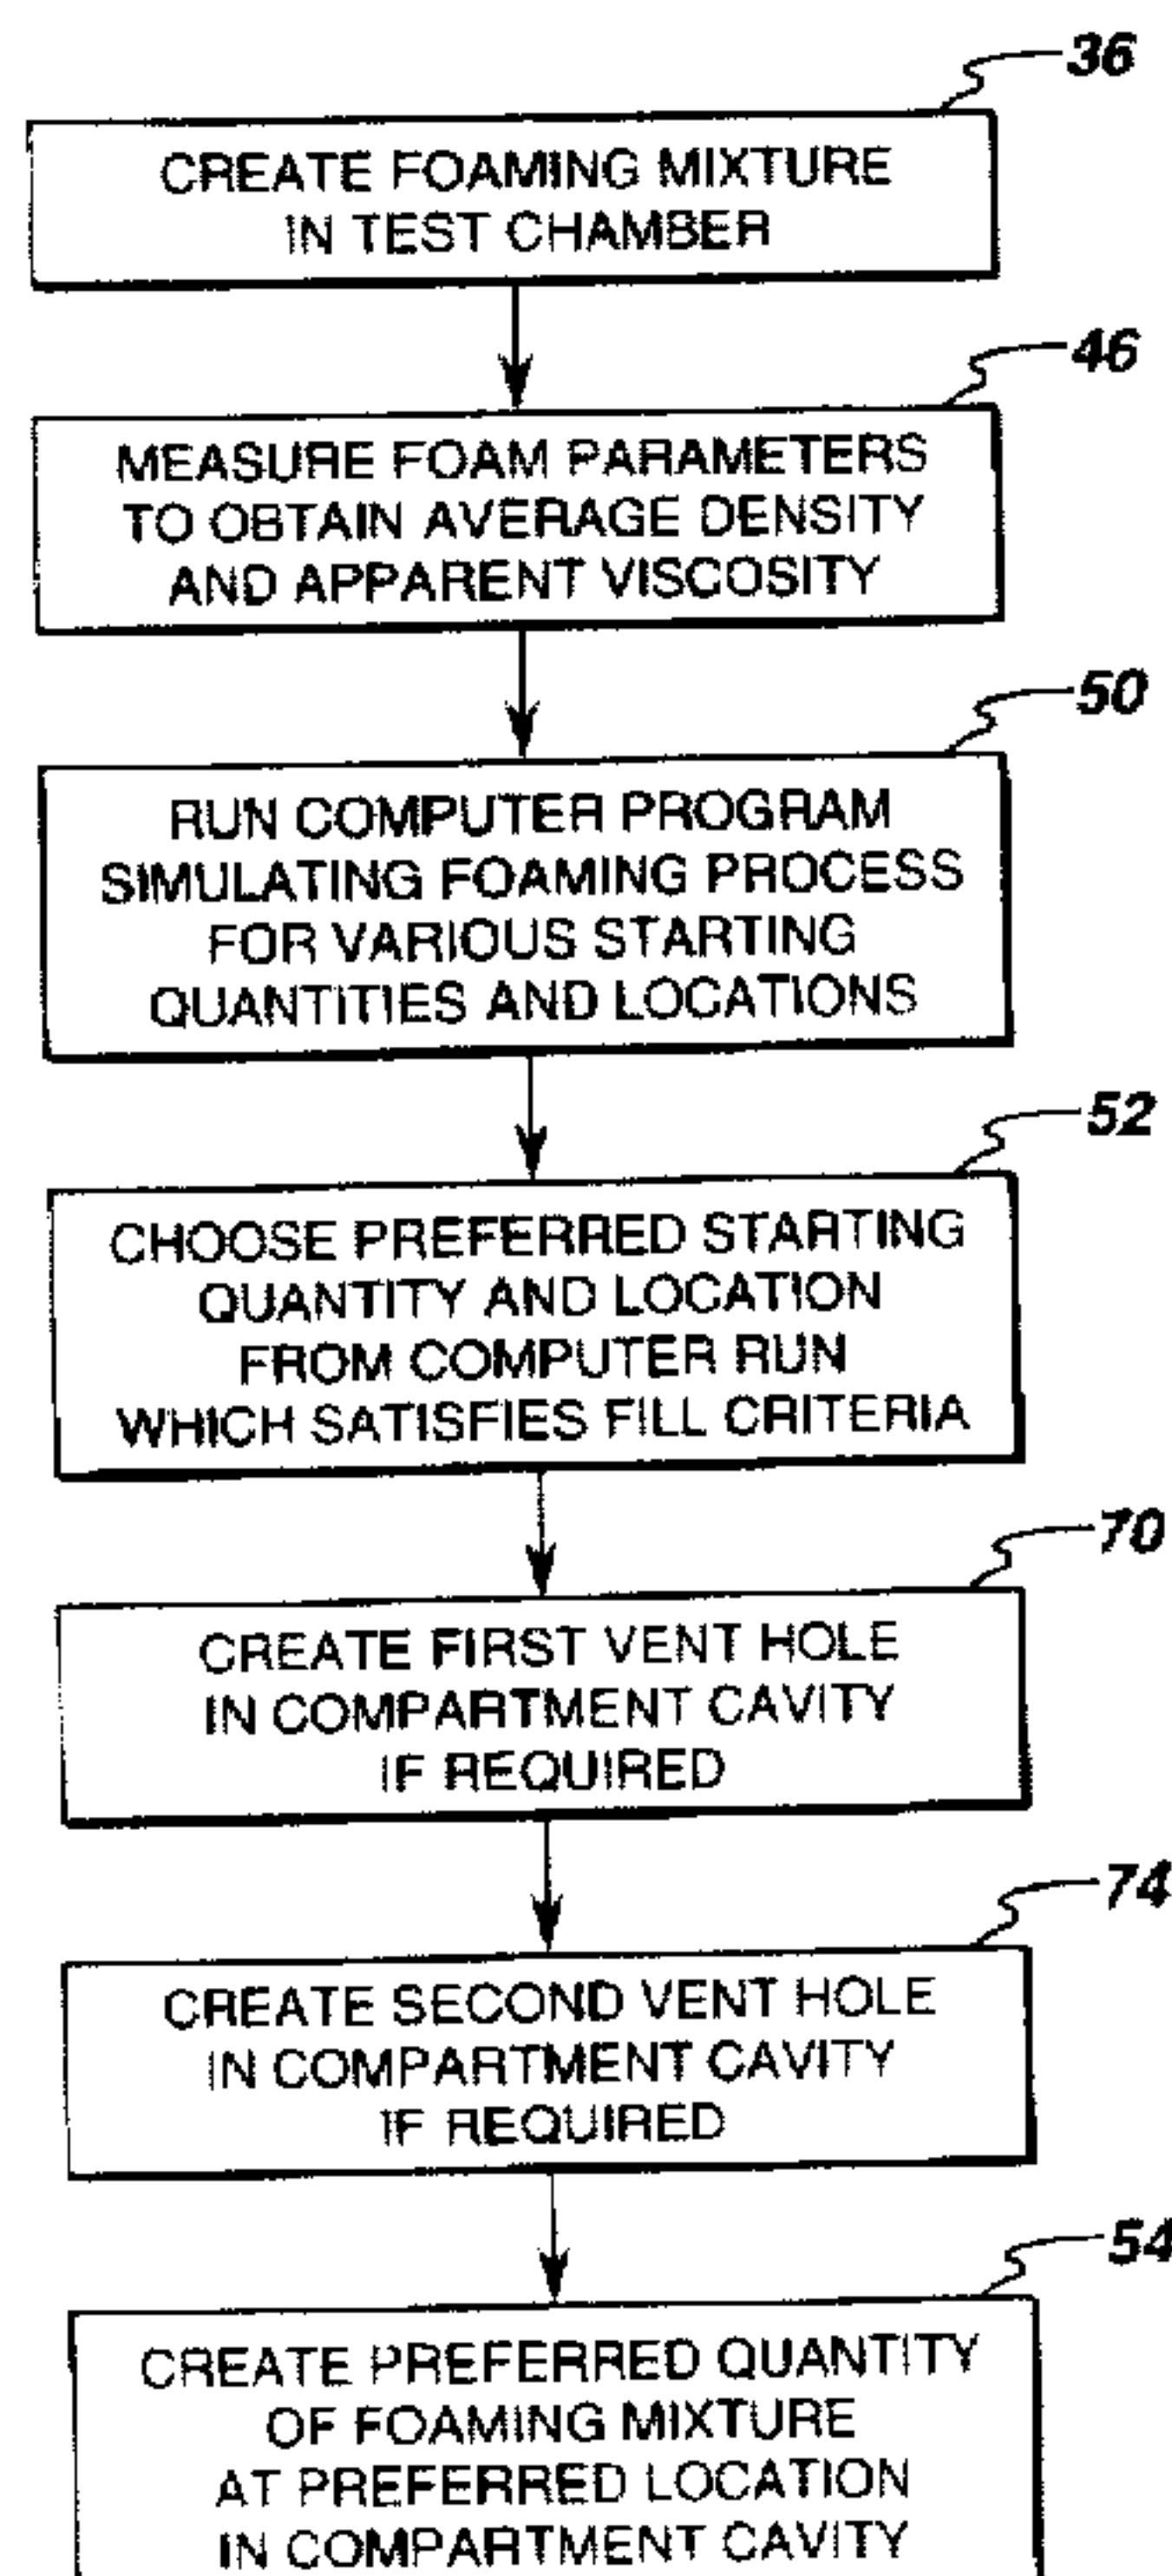 36
CREATE FOAMING MIXTURE
IN TEST CHAMBER
46
MEASURE FOAM PARAMETERS
TO OBTAIN AVERAGE DENSITY
AND APPARENT VISCOSITY
50
RUN COMPUTER PROGRAM
SIMULATING FOAMING PROCESS
FOR VARIOUS STARTING
QUANTITIES AND LOCATIONS
52
CHOOSE PREFERRED STARTING
QUANTITY AND LOCATION
FROM COMPUTER RUN
WHICH SATISFIES FILL CRITERIA
70
CREATE FIRST VENT HOLE
IN COMPARTMENT CAVITY
IF REQUIRED
74
CREATE SECOND VENT HOLE
IN COMPARTMENT CAVITY
IF REQUIRED
54
CREATE PREFERRED QUANTITY
OF FOAMING MIXTURE
AT PREFERRED LOCATION
IN COMPARTMENT CAVITY